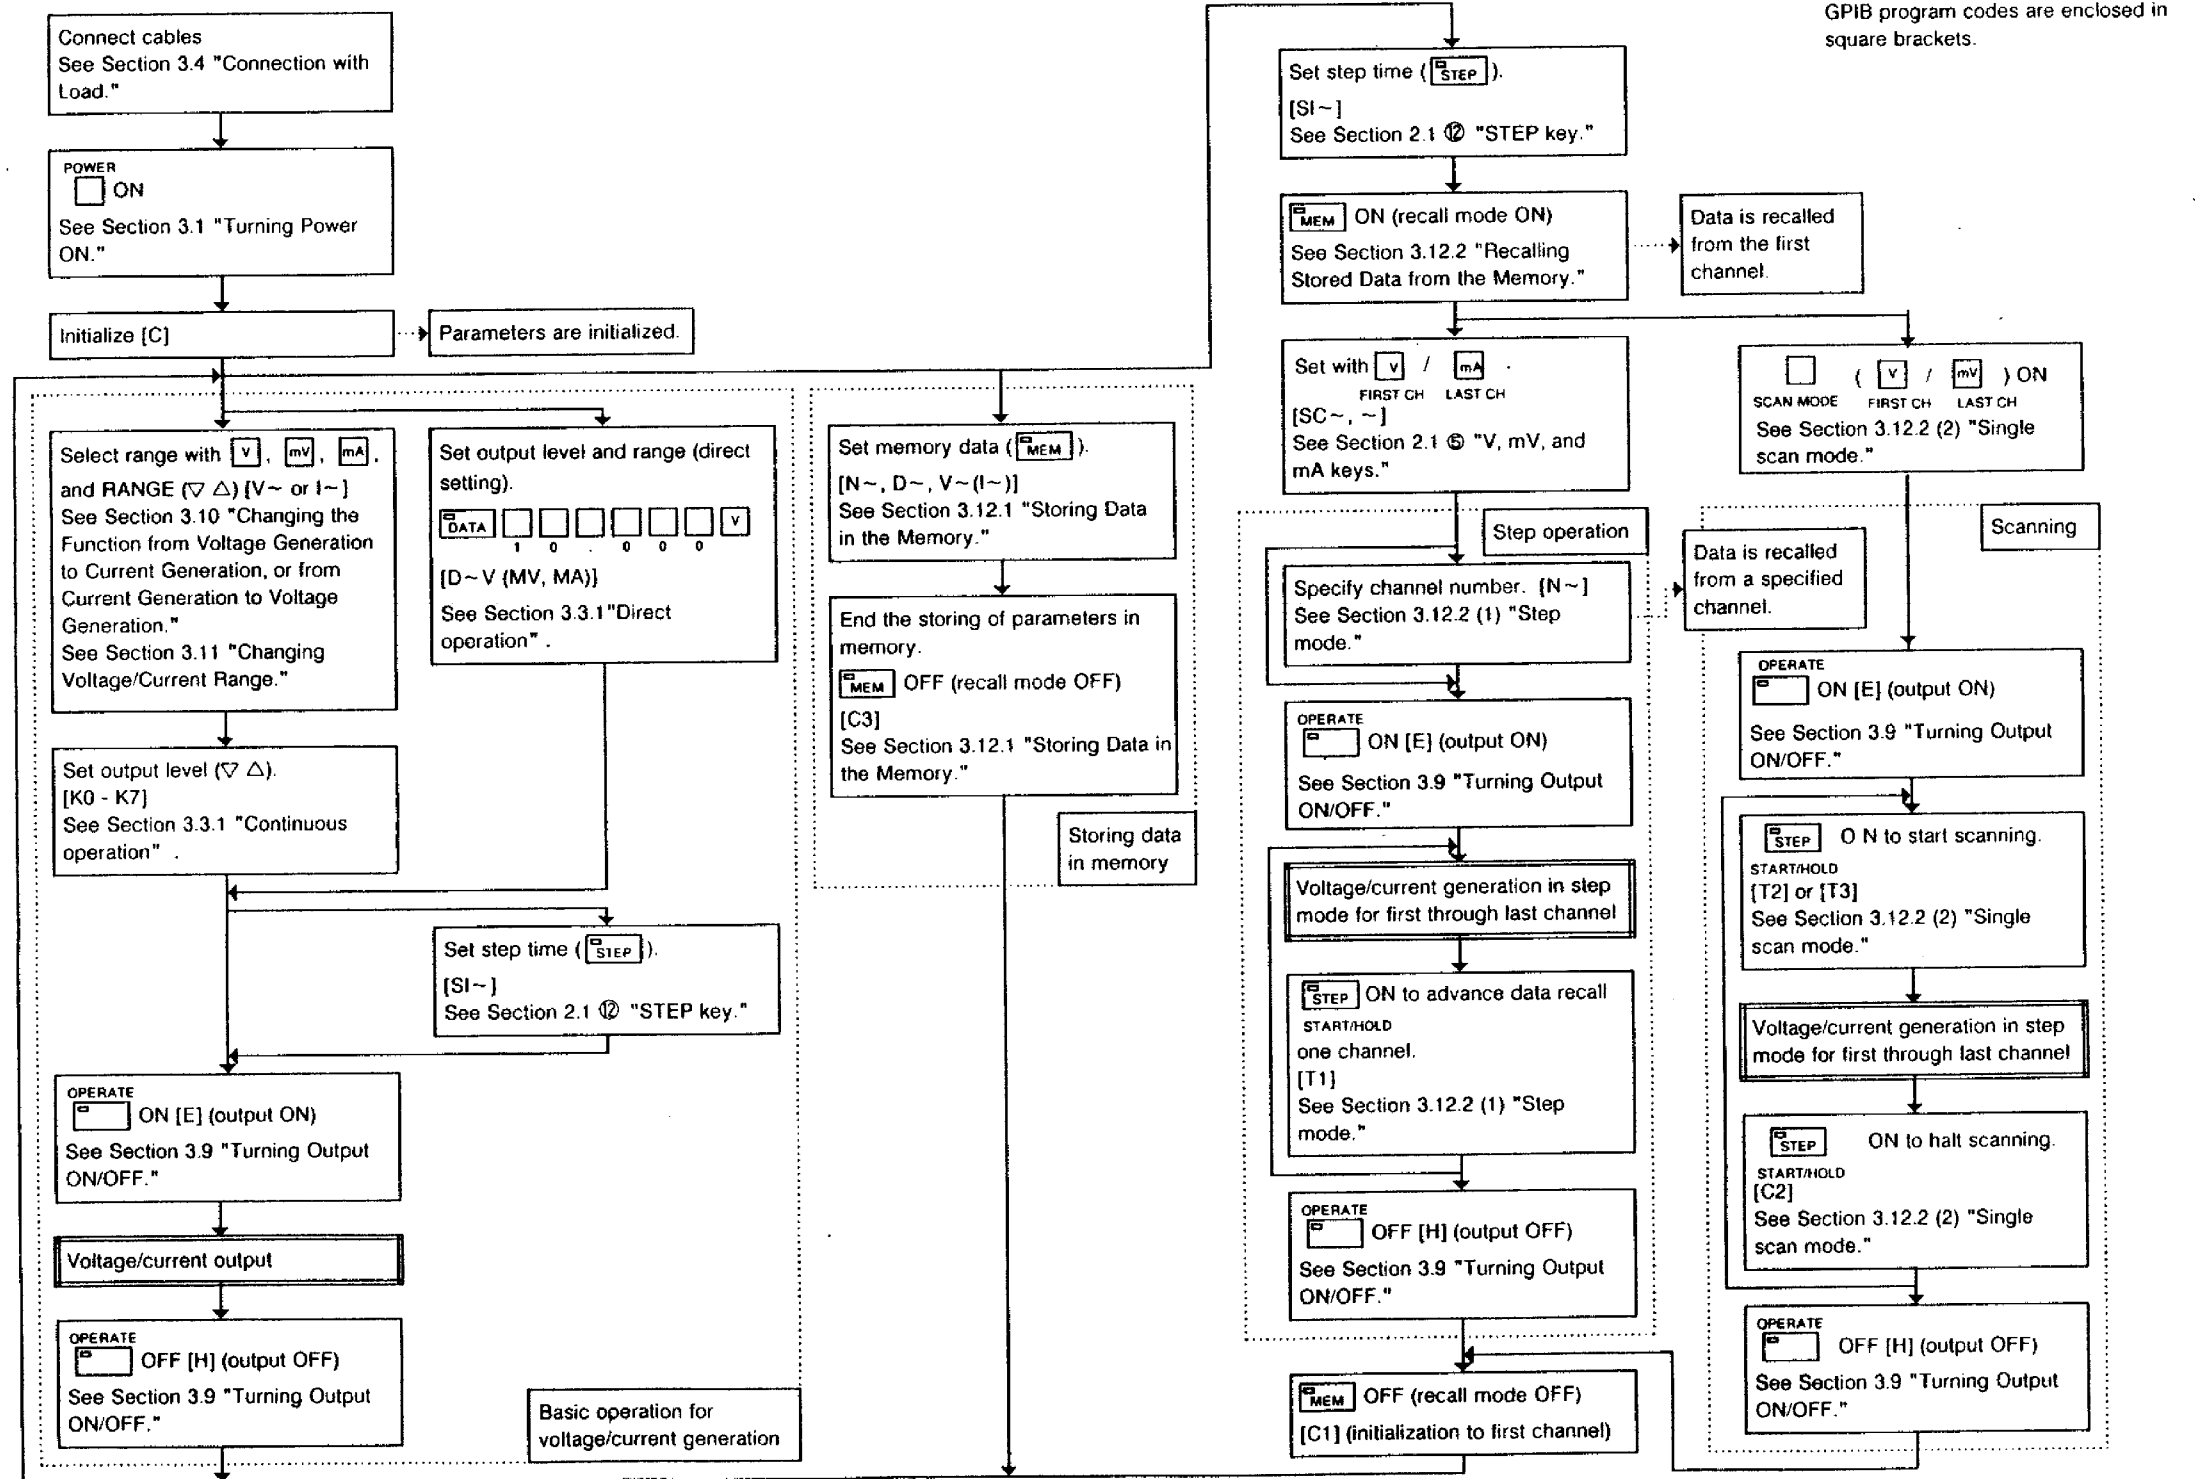 Connect cables
See Section 3.4 "Connection with
Load."
POWER
ON
See Section 3.1 "Turning Power
ON."
Initialize [C]
Parameters are initialized.
Select range with V, mV, mA,
and RANGE (▽ △) [V~ or I~]
See Section 3.10 "Changing the
Function from Voltage Generation
to Current Generation, or from
Current Generation to Voltage
Generation."
See Section 3.11 "Changing
Voltage/Current Range."
Set output level (▽ △).
[K0 - K7]
See Section 3.3.1 "Continuous
operation" .
Set output level and range (direct
setting).
DATA V
1 0 . 0 0 0
[D~V (MV, MA)]
See Section 3.3.1"Direct
operation" .
Set step time ( STEP ).
[SI~]
See Section 2.1 ⑫ "STEP key."
OPERATE
ON [E] (output ON)
See Section 3.9 "Turning Output
ON/OFF."
Voltage/current output
OPERATE
OFF [H] (output OFF)
See Section 3.9 "Turning Output
ON/OFF."
Basic operation for
voltage/current generation
Set memory data ( MEM ).
[N~, D~, V~(I~)]
See Section 3.12.1 "Storing Data
in the Memory."
End the storing of parameters in
memory.
MEM OFF (recall mode OFF)
[C3]
See Section 3.12.1 "Storing Data in
the Memory."
Storing data
in memory
GPIB program codes are enclosed in
square brackets.
Set step time ( STEP ).
[SI~]
See Section 2.1 ⑫ "STEP key."
MEM ON (recall mode ON)
See Section 3.12.2 "Recalling
Stored Data from the Memory."
Data is recalled
from the first
channel.
Set with V / mA .
FIRST CH LAST CH
[SC~, ~]
See Section 2.1 ⑤ "V, mV, and
mA keys."
SCAN MODE ( V / mV ) ON
FIRST CH LAST CH
See Section 3.12.2 (2) "Single
scan mode."
Step operation
Specify channel number. [N~]
See Section 3.12.2 (1) "Step
mode."
Data is recalled
from a specified
channel.
OPERATE
ON [E] (output ON)
See Section 3.9 "Turning Output
ON/OFF."
Voltage/current generation in step
mode for first through last channel
STEP ON to advance data recall
START/HOLD
one channel.
[T1]
See Section 3.12.2 (1) "Step
mode."
OPERATE
OFF [H] (output OFF)
See Section 3.9 "Turning Output
ON/OFF."
MEM OFF (recall mode OFF)
[C1] (initialization to first channel)
Scanning
OPERATE
ON [E] (output ON)
See Section 3.9 "Turning Output
ON/OFF."
STEP O N to start scanning.
START/HOLD
[T2] or [T3]
See Section 3.12.2 (2) "Single
scan mode."
Voltage/current generation in step
mode for first through last channel
STEP ON to halt scanning.
START/HOLD
[C2]
See Section 3.12.2 (2) "Single
scan mode."
OPERATE
OFF [H] (output OFF)
See Section 3.9 "Turning Output
ON/OFF."